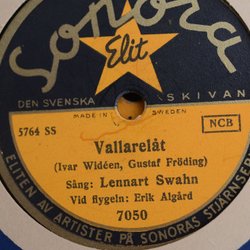 Sonora
Elit
DEN SVENSKA SKIVAN
MADE IN SWEDEN
5764 SS
NCB
Vallarelåt
(Ivar Widéen, Gustaf Fröding)
Sång: Lennart Swahn
Vid flygeln: Erik Algård
7050
ELITEN AV ARTISTER PÅ SONORAS STJÄRNSE